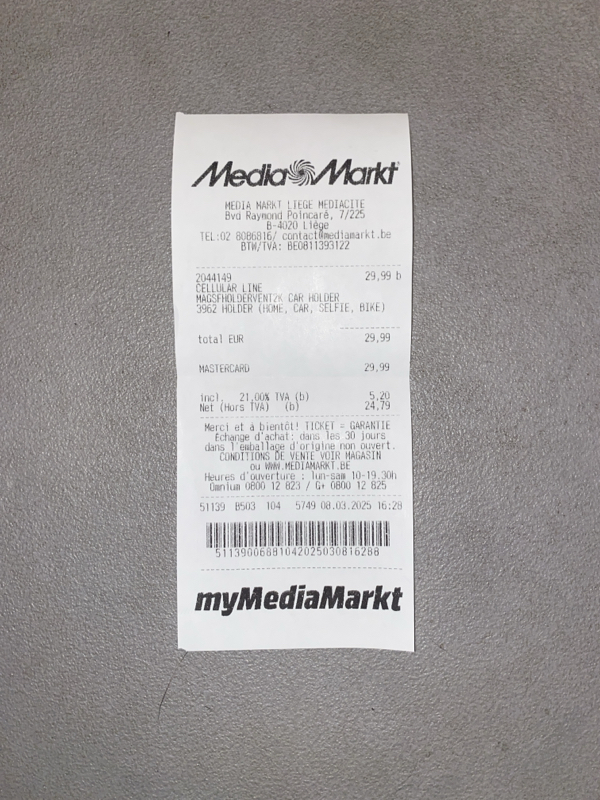 MediaMarkt
MEDIA MARKT LIEGE MEDIACITE
Bvd Raymond Poincaré, 7/225
B-4020 Liège
TEL:02 8086816/ contact@mediamarkt.be
BTW/TVA: BE0811393122
2044149 29,99 b
CELLULAR LINE
MAGSFHOLDERVENT2K CAR HOLDER
3962 HOLDER (HOME, CAR, SELFIE, BIKE)
total EUR 29,99
MASTERCARD 29,99
incl. 21,00% TVA (b) 5,20
Net (Hors TVA) (b) 24,79
Merci et à bientôt! TICKET = GARANTIE
Échange d'achat: dans les 30 jours
dans l'emballage d'origine non ouvert.
CONDITIONS DE VENTE VOIR MAGASIN
ou WWW.MEDIAMARKT.BE
Heures d'ouverture : lun-sam 10-19.30h
Omnium 0800 12 823 / G+ 0800 12 825
51139 B503 104 5749 08.03.2025 16:28
51139006881042025030816288
myMediaMarkt